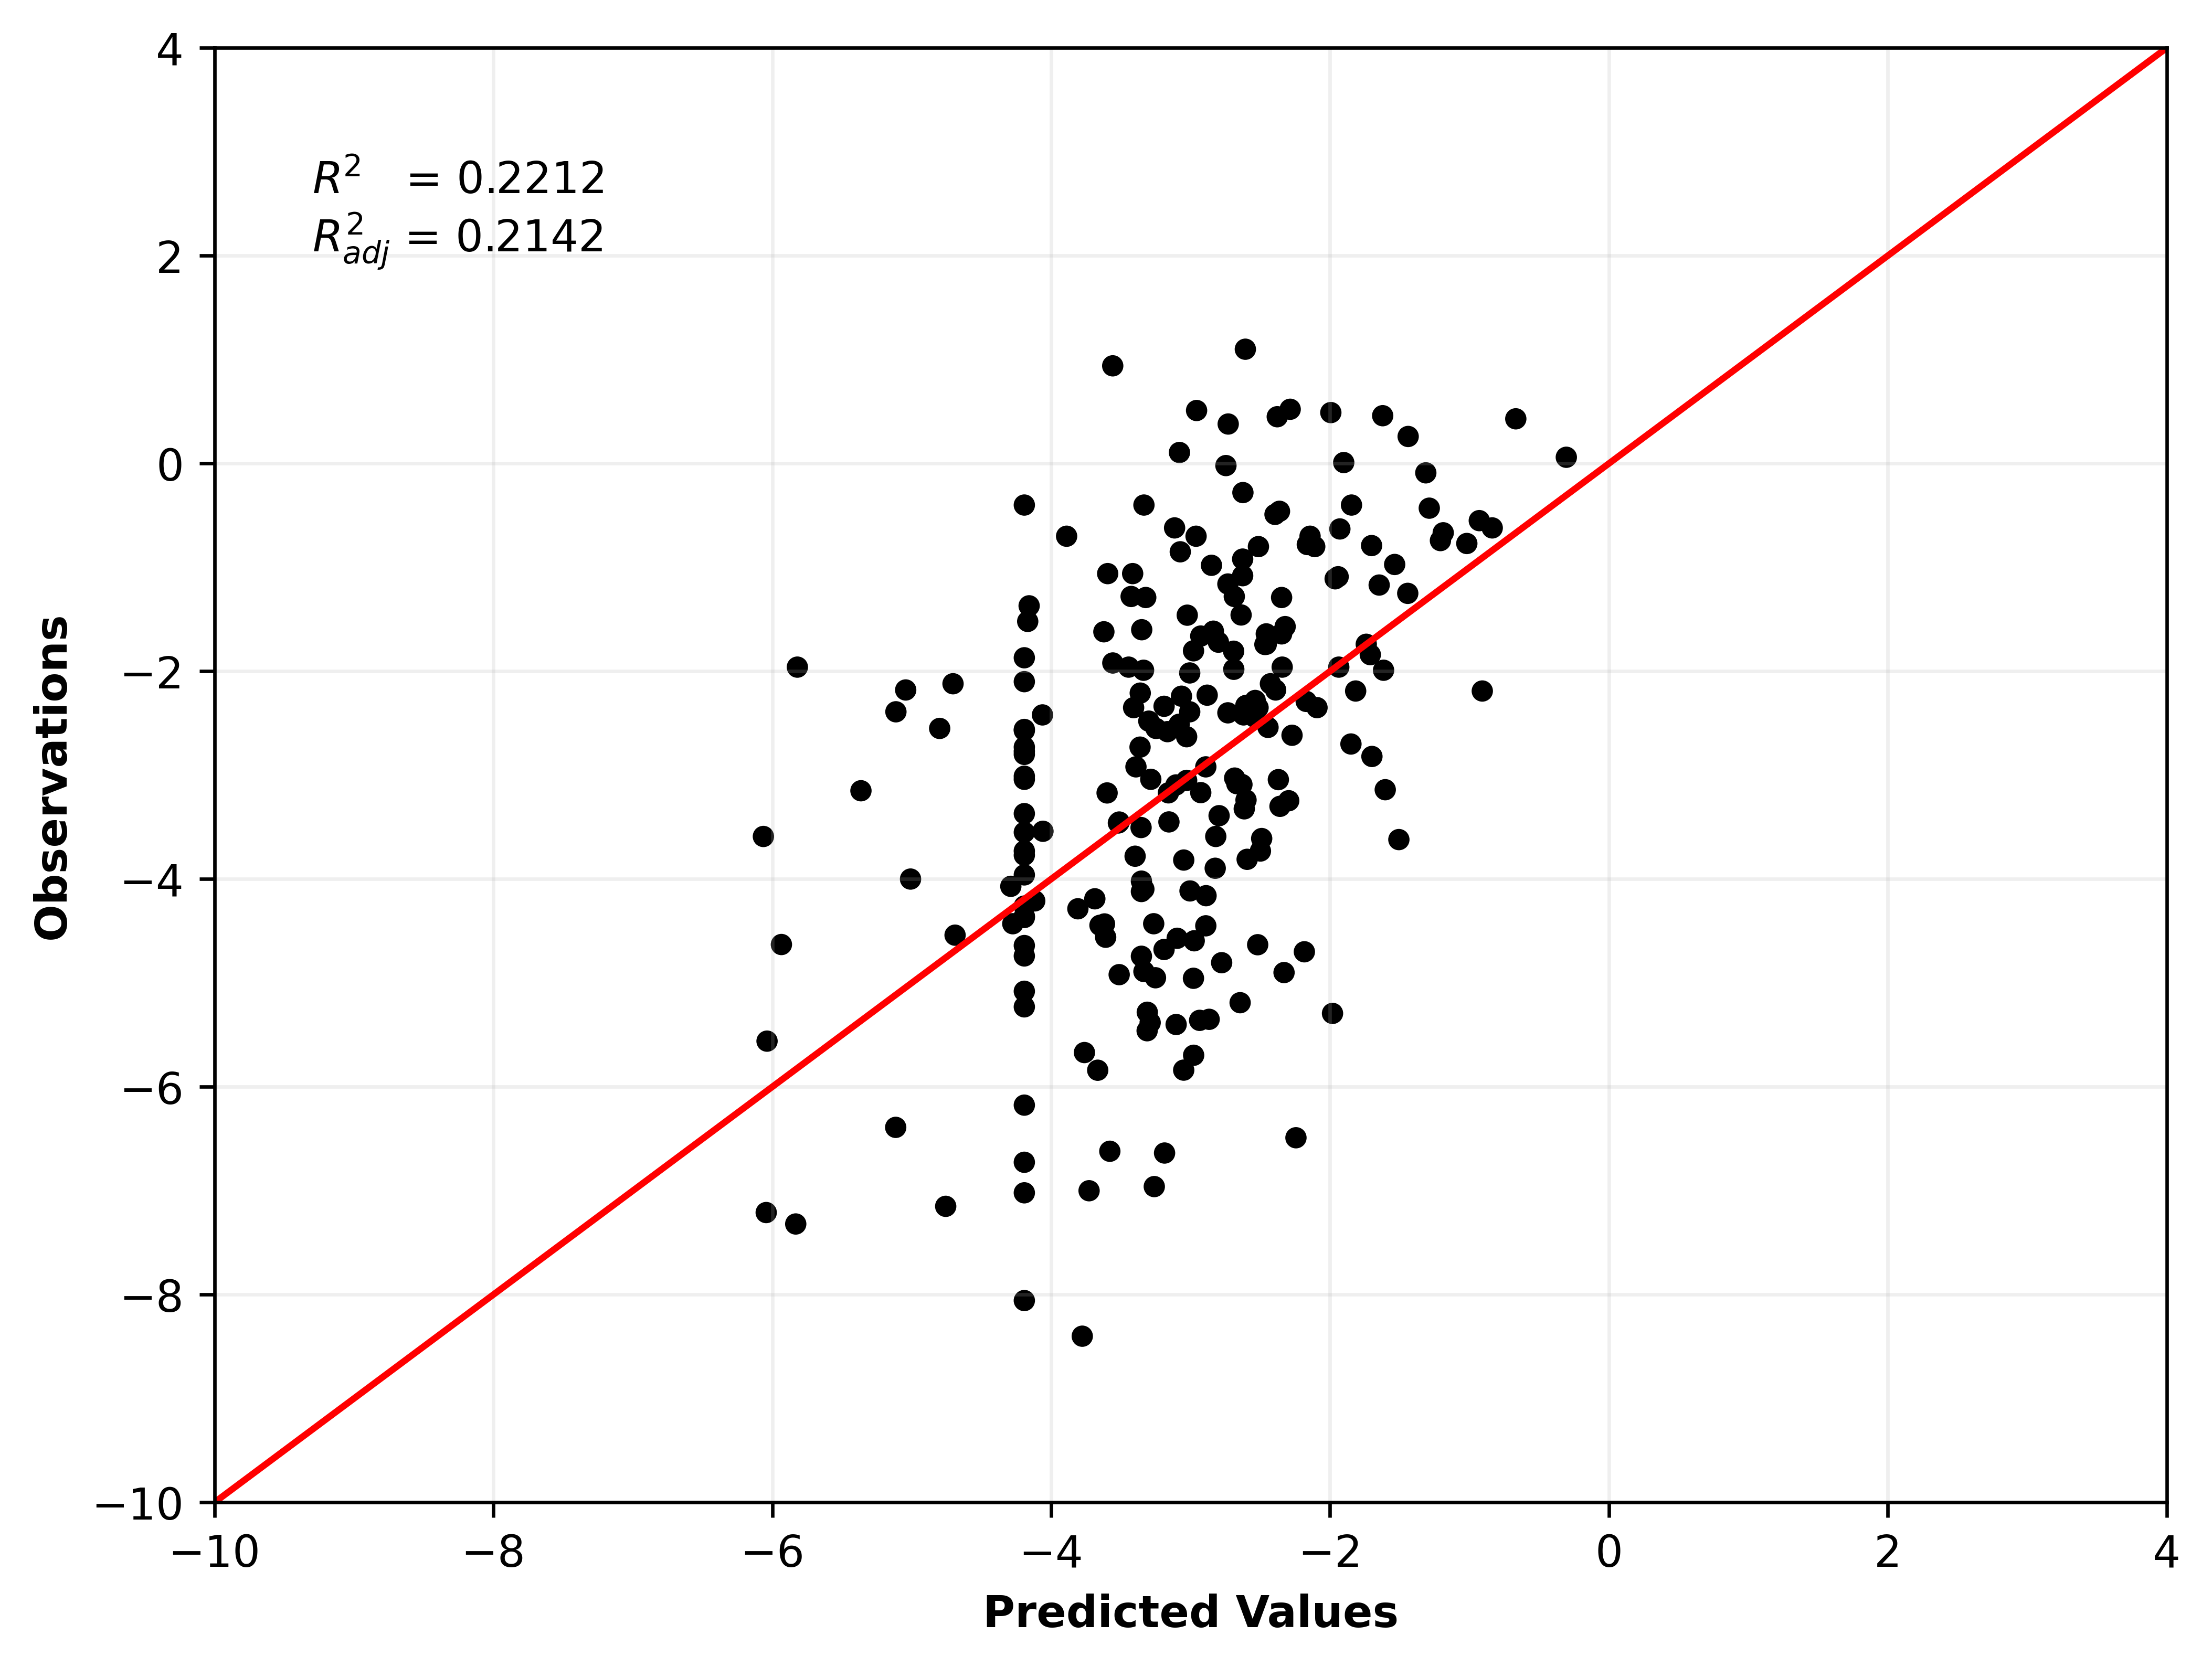 R² = 0.2212
R²adj = 0.2142
4
2
0
−2
−4
−6
−8
−10
Observations
−10 −8 −6 −4 −2 0 2 4
Predicted Values